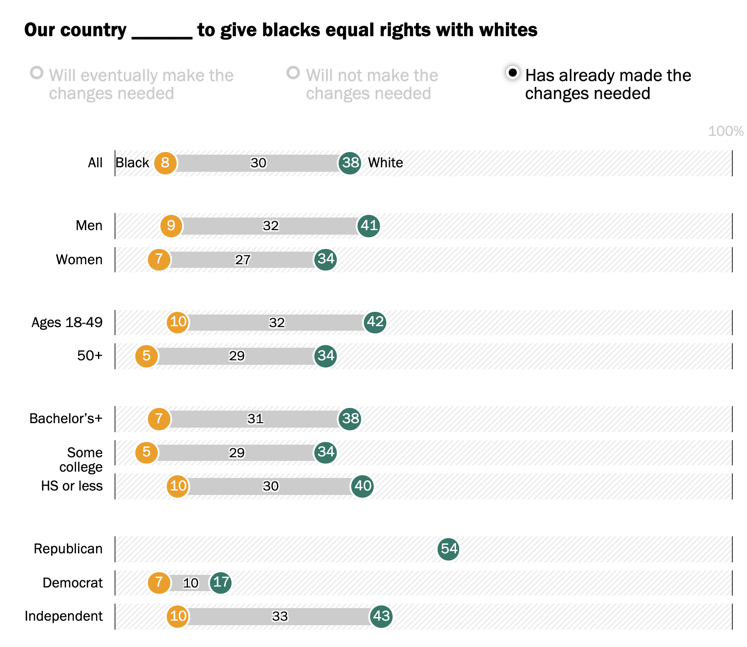 Our country ______ to give blacks equal rights with whites
Will eventually make the
changes needed
Will not make the
changes needed
Has already made the
changes needed
100%
All Black 8 30 38 White
Men 9 32 41
Women 7 27 34
Ages 18-49 10 32 42
50+ 5 29 34
Bachelor's+ 7 31 38
Some 5 29 34
college
HS or less 10 30 40
Republican 54
Democrat 7 10 17
Independent 10 33 43